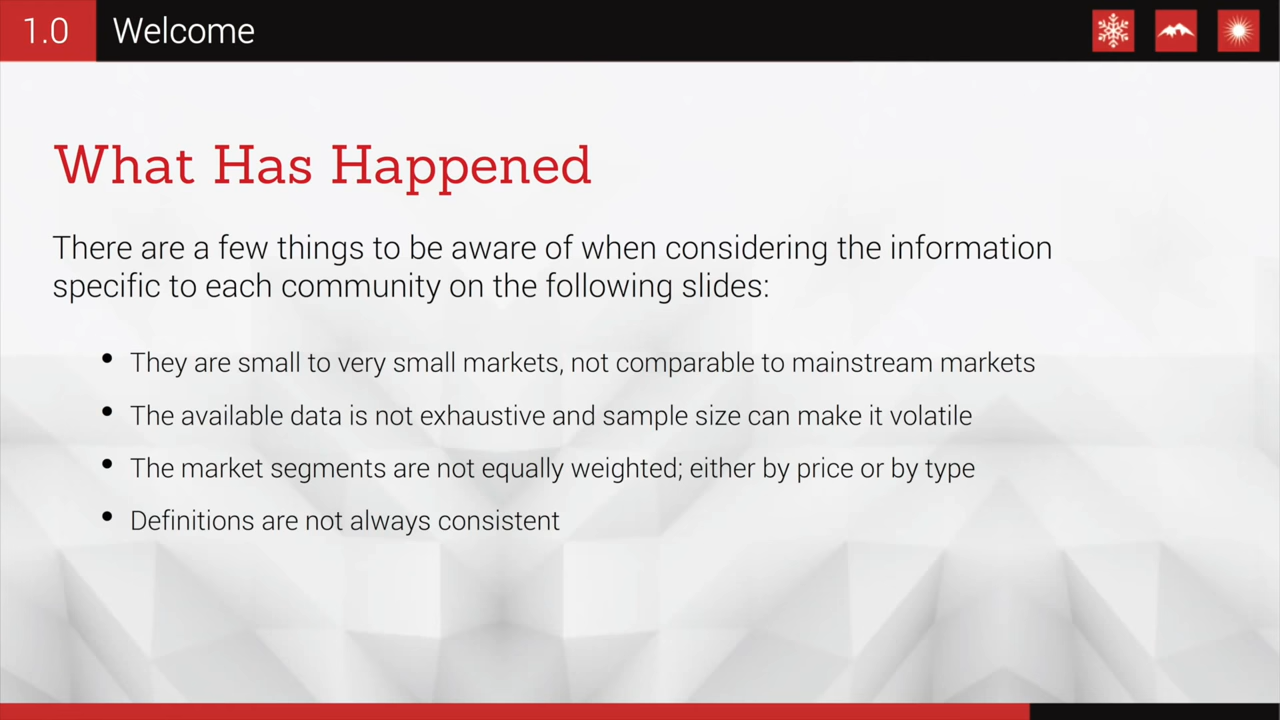 1.0 Welcome
What Has Happened
There are a few things to be aware of when considering the information
specific to each community on the following slides:
• They are small to very small markets, not comparable to mainstream markets
• The available data is not exhaustive and sample size can make it volatile
• The market segments are not equally weighted; either by price or by type
• Definitions are not always consistent